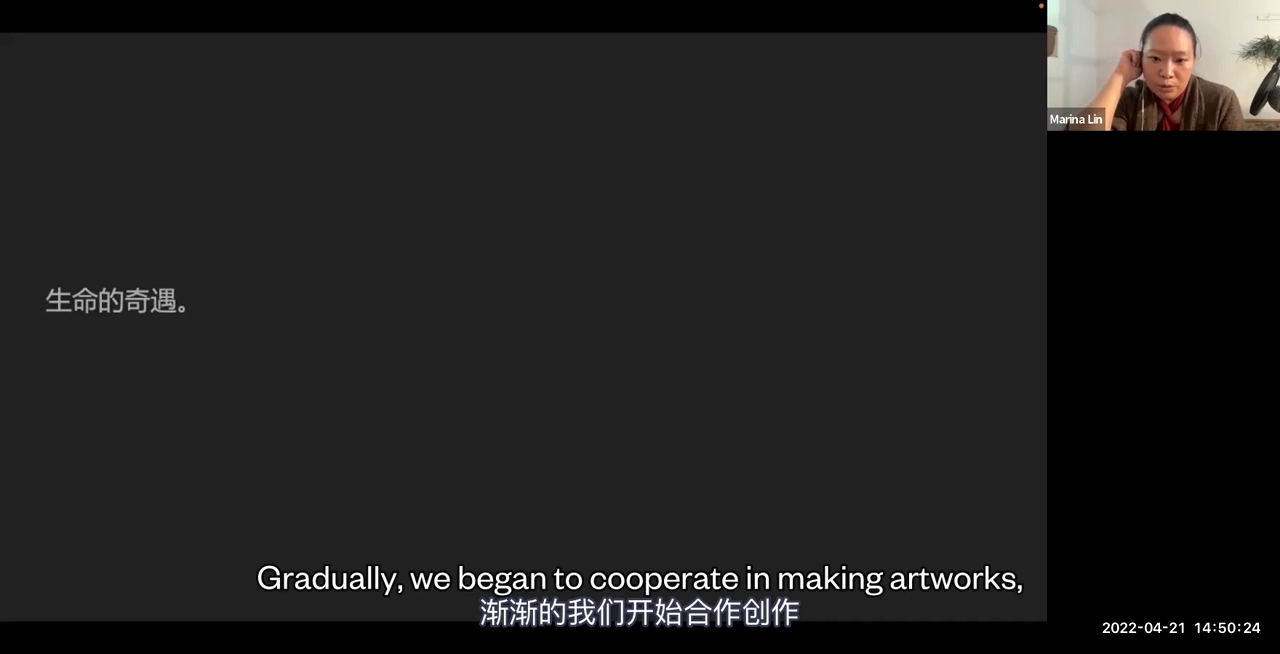 Marina Lin
生命的奇遇。
Gradually, we began to cooperate in making artworks,
渐渐的我们开始合作创作
2022-04-21 14:50:24